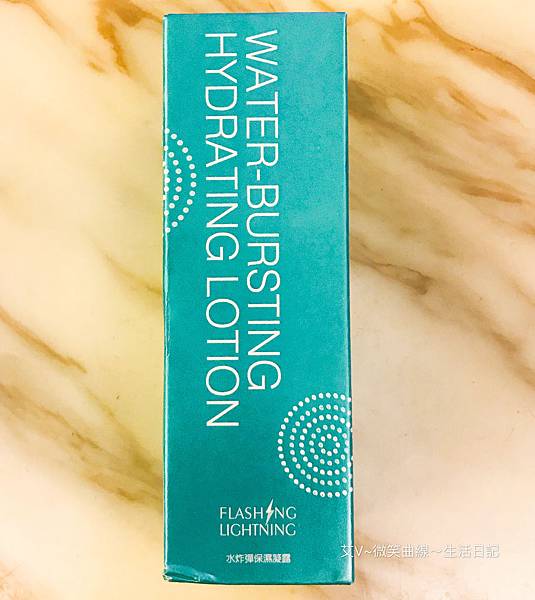 WATER-BURSTING
HYDRATING LOTION
FLASHING
LIGHTNING
水炸彈保濕凝露
艾V~微笑曲線~生活日記